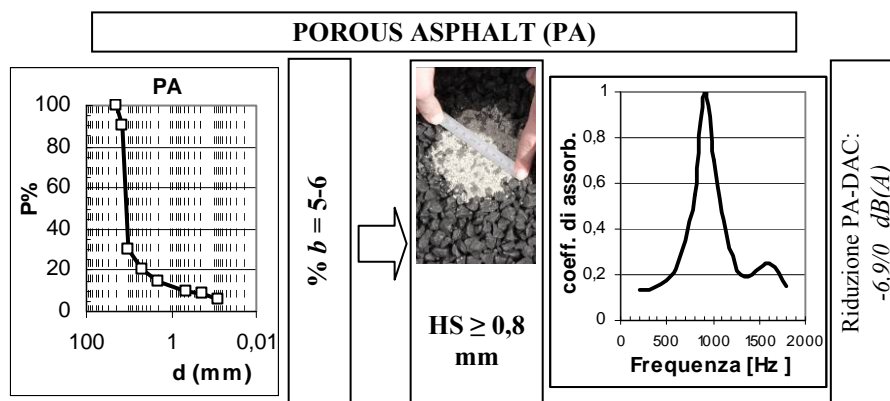 POROUS ASPHALT (PA)
PA
P%
100
80
60
40
20
0
100
1
0,01
d (mm)
% b = 5-6
HS ≥ 0,8
mm
coeff. di assorb.
1
0,8
0,6
0,4
0,2
0
0
500
1000
1500
2000
Frequenza [Hz ]
Riduzione PA-DAC:
-6,9/0 dB(A)